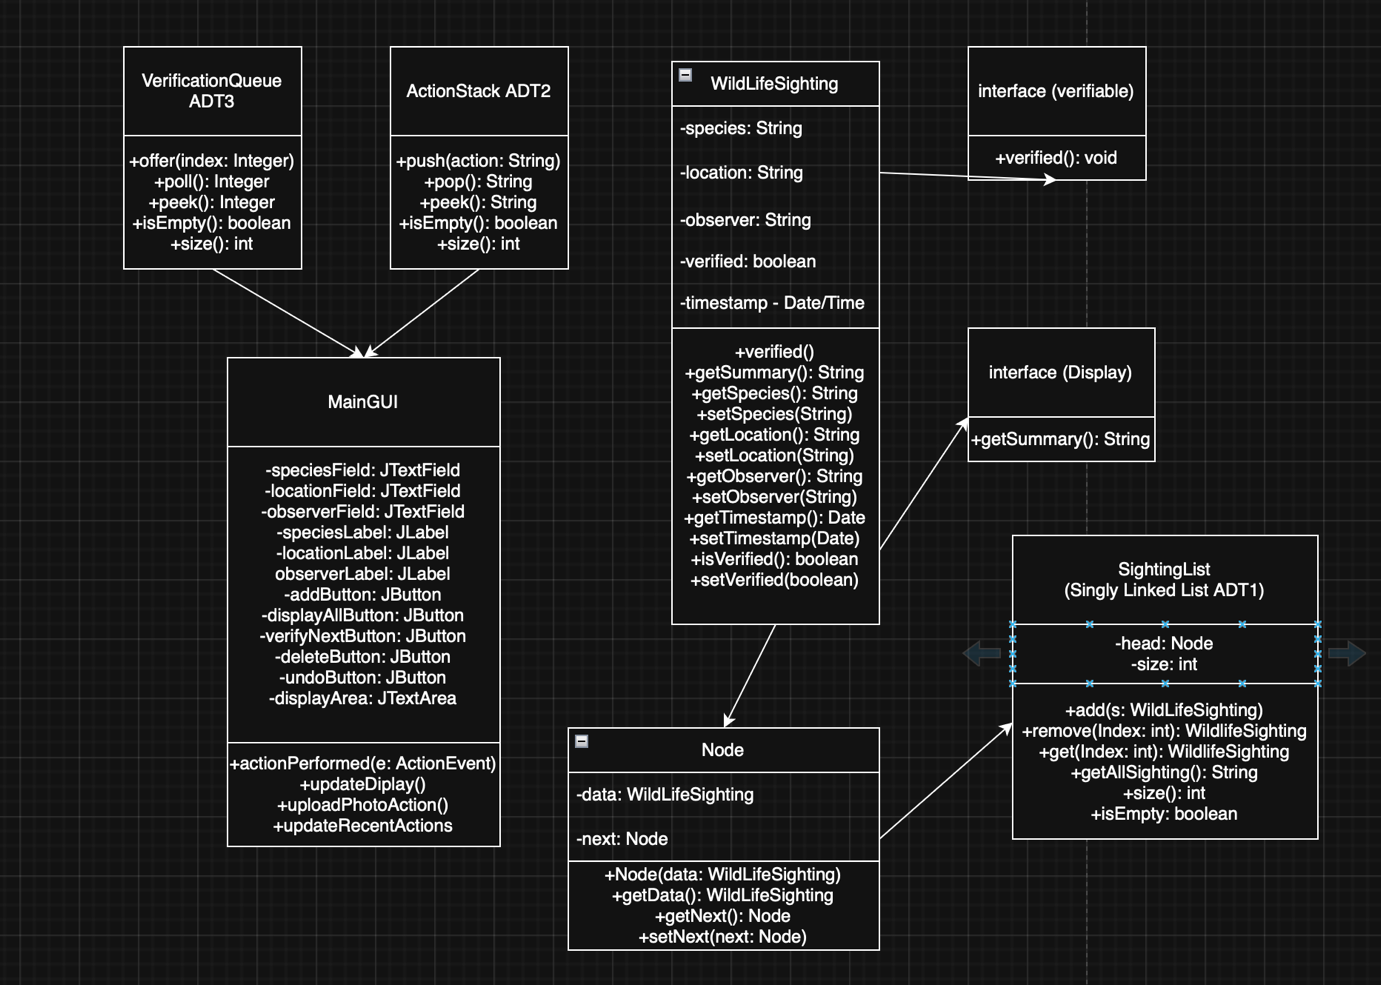 VerificationQueue
ADT3
+offer(index: Integer)
+poll(): Integer
+peek(): Integer
+isEmpty(): boolean
+size(): int
ActionStack ADT2
+push(action: String)
+pop(): String
+peek(): String
+isEmpty(): boolean
+size(): int
WildLifeSighting
-species: String
-location: String
-observer: String
-verified: boolean
-timestamp - Date/Time
+verified()
+getSummary(): String
+getSpecies(): String
+setSpecies(String)
+getLocation(): String
+setLocation(String)
+getObserver(): String
+setObserver(String)
+getTimestamp(): Date
+setTimestamp(Date)
+isVerified(): boolean
+setVerified(boolean)
interface (verifiable)
+verified(): void
interface (Display)
+getSummary(): String
MainGUI
-speciesField: JTextField
-locationField: JTextField
-observerField: JTextField
-speciesLabel: JLabel
-locationLabel: JLabel
observerLabel: JLabel
-addButton: JButton
-displayAllButton: JButton
-verifyNextButton: JButton
-deleteButton: JButton
-undoButton: JButton
-displayArea: JTextArea
+actionPerformed(e: ActionEvent)
+updateDiplay()
+uploadPhotoAction()
+updateRecentActions
SightingList
(Singly Linked List ADT1)
-head: Node
-size: int
+add(s: WildLifeSighting)
+remove(Index: int): WildlifeSighting
+get(Index: int): WildlifeSighting
+getAllSighting(): String
+size(): int
+isEmpty: boolean
Node
-data: WildLifeSighting
-next: Node
+Node(data: WildLifeSighting)
+getData(): WildLifeSighting
+getNext(): Node
+setNext(next: Node)